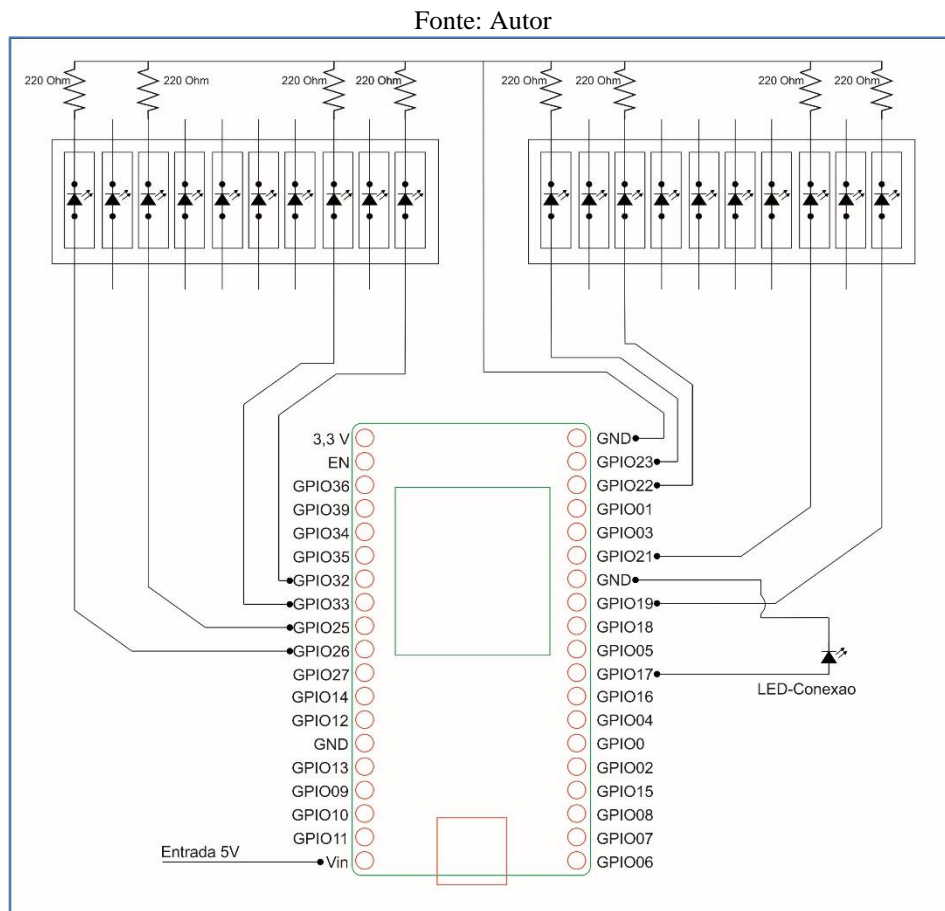 Fonte: Autor
220 Ohm
220 Ohm
220 Ohm
220 Ohm
220 Ohm
220 Ohm
220 Ohm
220 Ohm
3,3 V
EN
GPIO36
GPIO39
GPIO34
GPIO35
GPIO32
GPIO33
GPIO25
GPIO26
GPIO27
GPIO14
GPIO12
GND
GPIO13
GPIO09
GPIO10
GPIO11
Entrada 5V
Vin
GND
GPIO23
GPIO22
GPIO01
GPIO03
GPIO21
GND
GPIO19
GPIO18
GPIO05
GPIO17
GPIO16
GPIO04
GPIO0
GPIO02
GPIO15
GPIO08
GPIO07
GPIO06
LED-Conexao